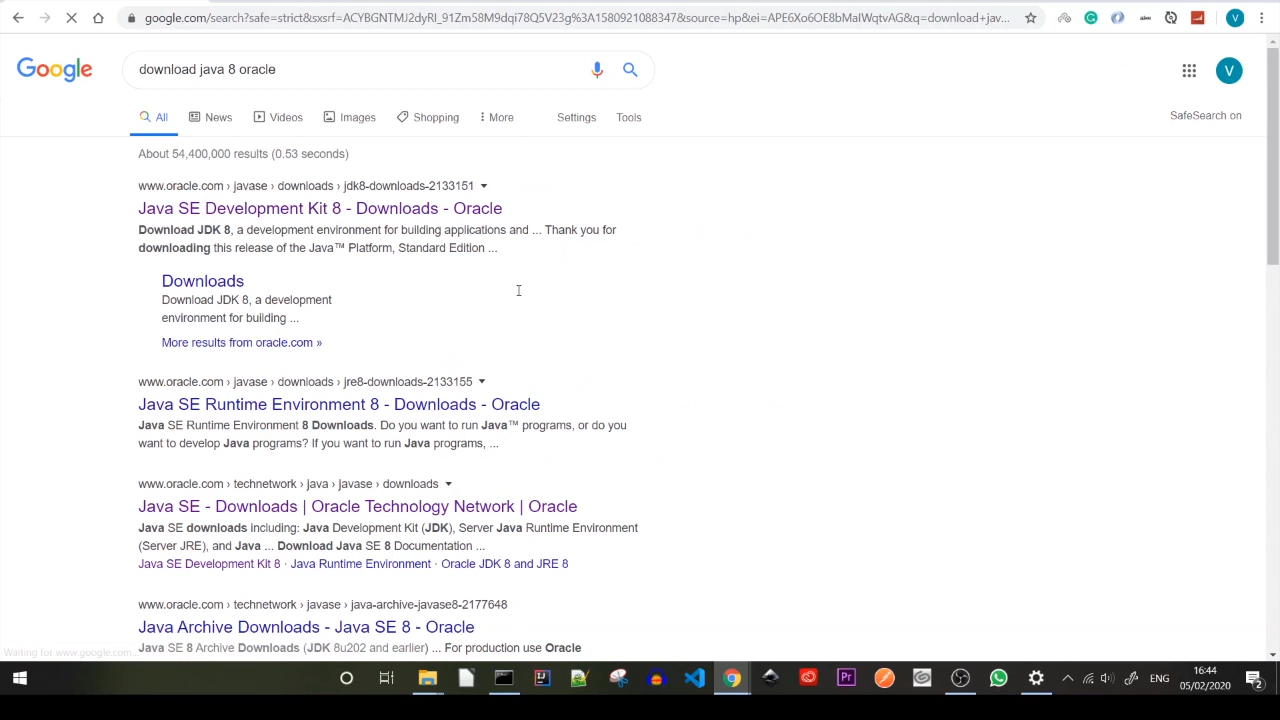 google.com/search?safe=strict&sxsrf=ACYBGNTMJ2dyRI_91Zm58M
Google
download java 8 oracle
V
V
All
News
Videos
Images
Shopping
More
Settings
Tools
SafeSearch on
About 54,400,000 results (0.53 seconds)
www.oracle.com › javase › downloads › jdk8-downloads-2133151
Java SE Development Kit 8 - Downloads - Oracle
Download JDK 8, a development environment for building applications and ... Thank you for
downloading this release of the Java™ Platform, Standard Edition ...
Downloads
Download JDK 8, a development
environment for building ...
More results from oracle.com »
www.oracle.com › javase › downloads › jre8-downloads-2133155
Java SE Runtime Environment 8 - Downloads - Oracle
Java SE Runtime Environment 8 Downloads. Do you want to run Java™ programs, or do you
want to develop Java programs? If you want to run Java programs, ...
www.oracle.com › technetwork › java › javase › downloads
Java SE - Downloads | Oracle Technology Network | Oracle
Java SE downloads including: Java Development Kit (JDK), Server Java Runtime Environment
(Server JRE), and Java ... Download Java SE 8 Documentation ...
Java SE Development Kit 8 · Java Runtime Environment · Oracle JDK 8 and JRE 8
www.oracle.com › technetwork › javase › java-archive-javase8-2177648
Java Archive Downloads - Java SE 8 - Oracle
Java SE 8 Archive Downloads (JDK 8u202 and earlier) ... For production use Oracle
Waiting for www.google.com...
Pr
ENG
16:44
05/02/2020
2